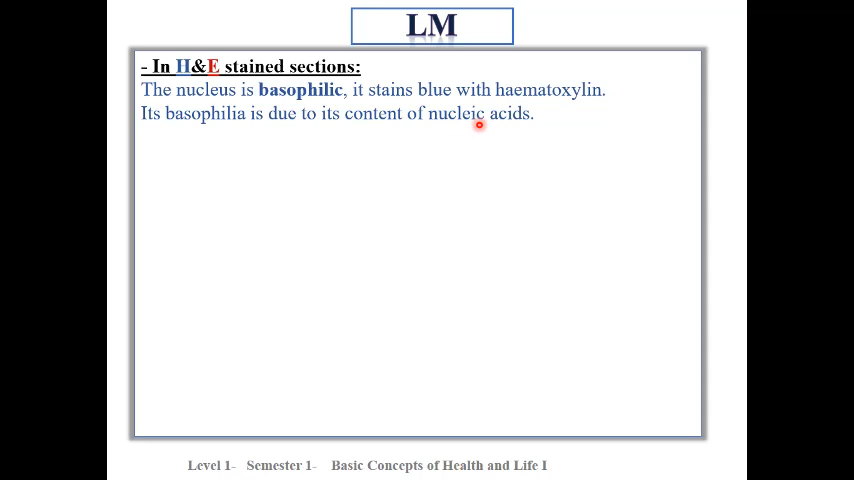 LM
- In H&E stained sections:
The nucleus is basophilic, it stains blue with haematoxylin.
Its basophilia is due to its content of nucleic acids.
Level 1- Semester 1- Basic Concepts of Health and Life I